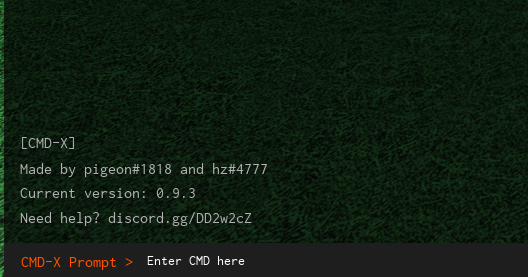 [CMD-X]
Made by pigeon#1818 and hz#4777
Current version: 0.9.3
Need help? discord.gg/DD2w2cZ
CMD-X Prompt > Enter CMD here